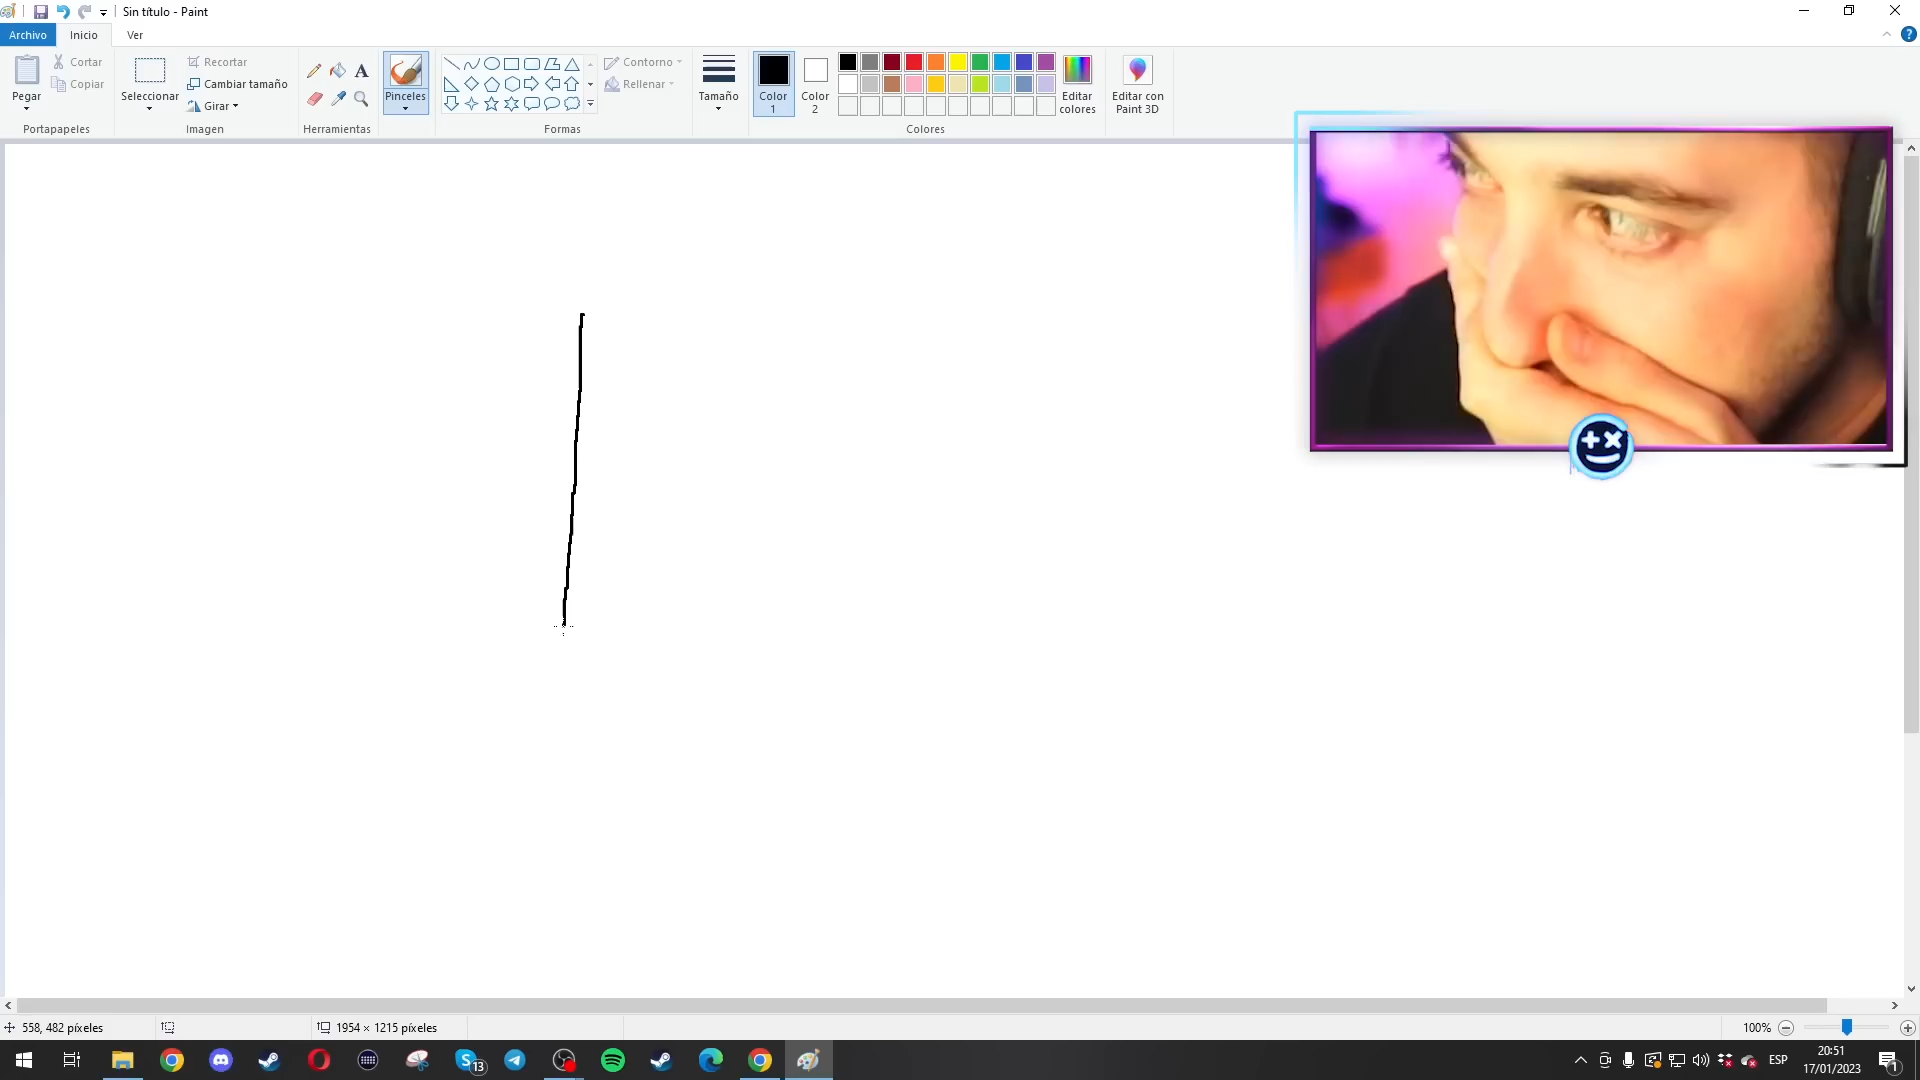 Sin título - Paint
Archivo Inicio Ver
Pegar
Cortar
Copiar
Portapapeles
Seleccionar
Recortar
Cambiar tamaño
Girar
Imagen
A
Herramientas
Pinceles
Contorno
Rellenar
Formas
Tamaño
Color 1
Color 2
Editar colores
Colores
Editar con Paint 3D
558, 482 píxeles
1954 × 1215 píxeles
100%
13
ESP
20:51
17/01/2023
1